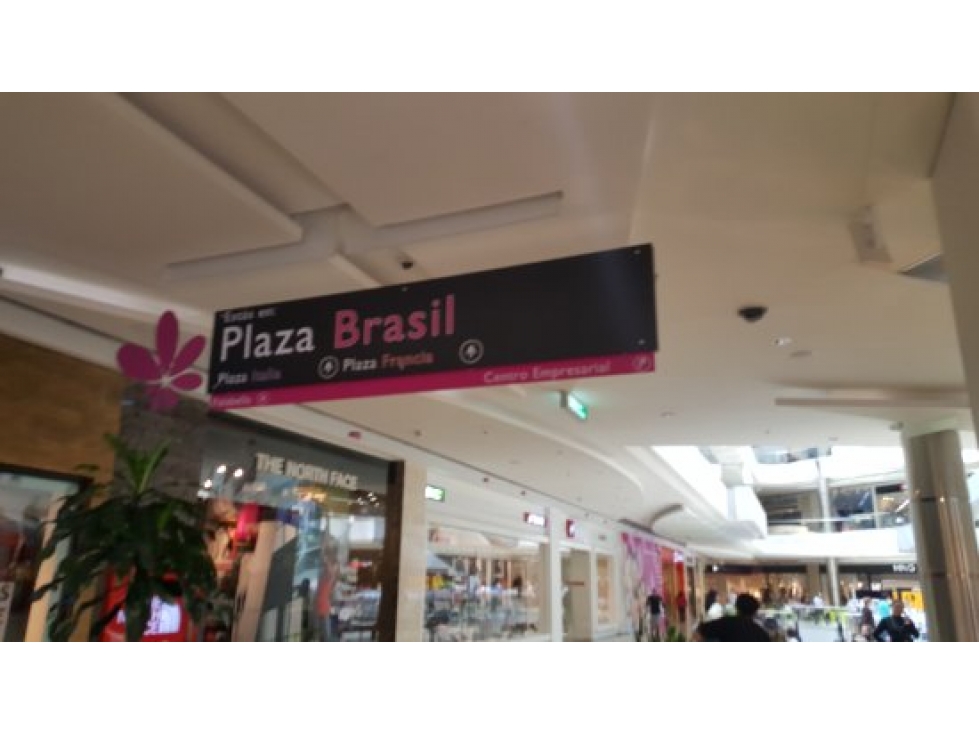 Estás en:
Plaza Brasil
Plaza Italia Plaza Francia
Centro Empresarial
THE NORTH FACE